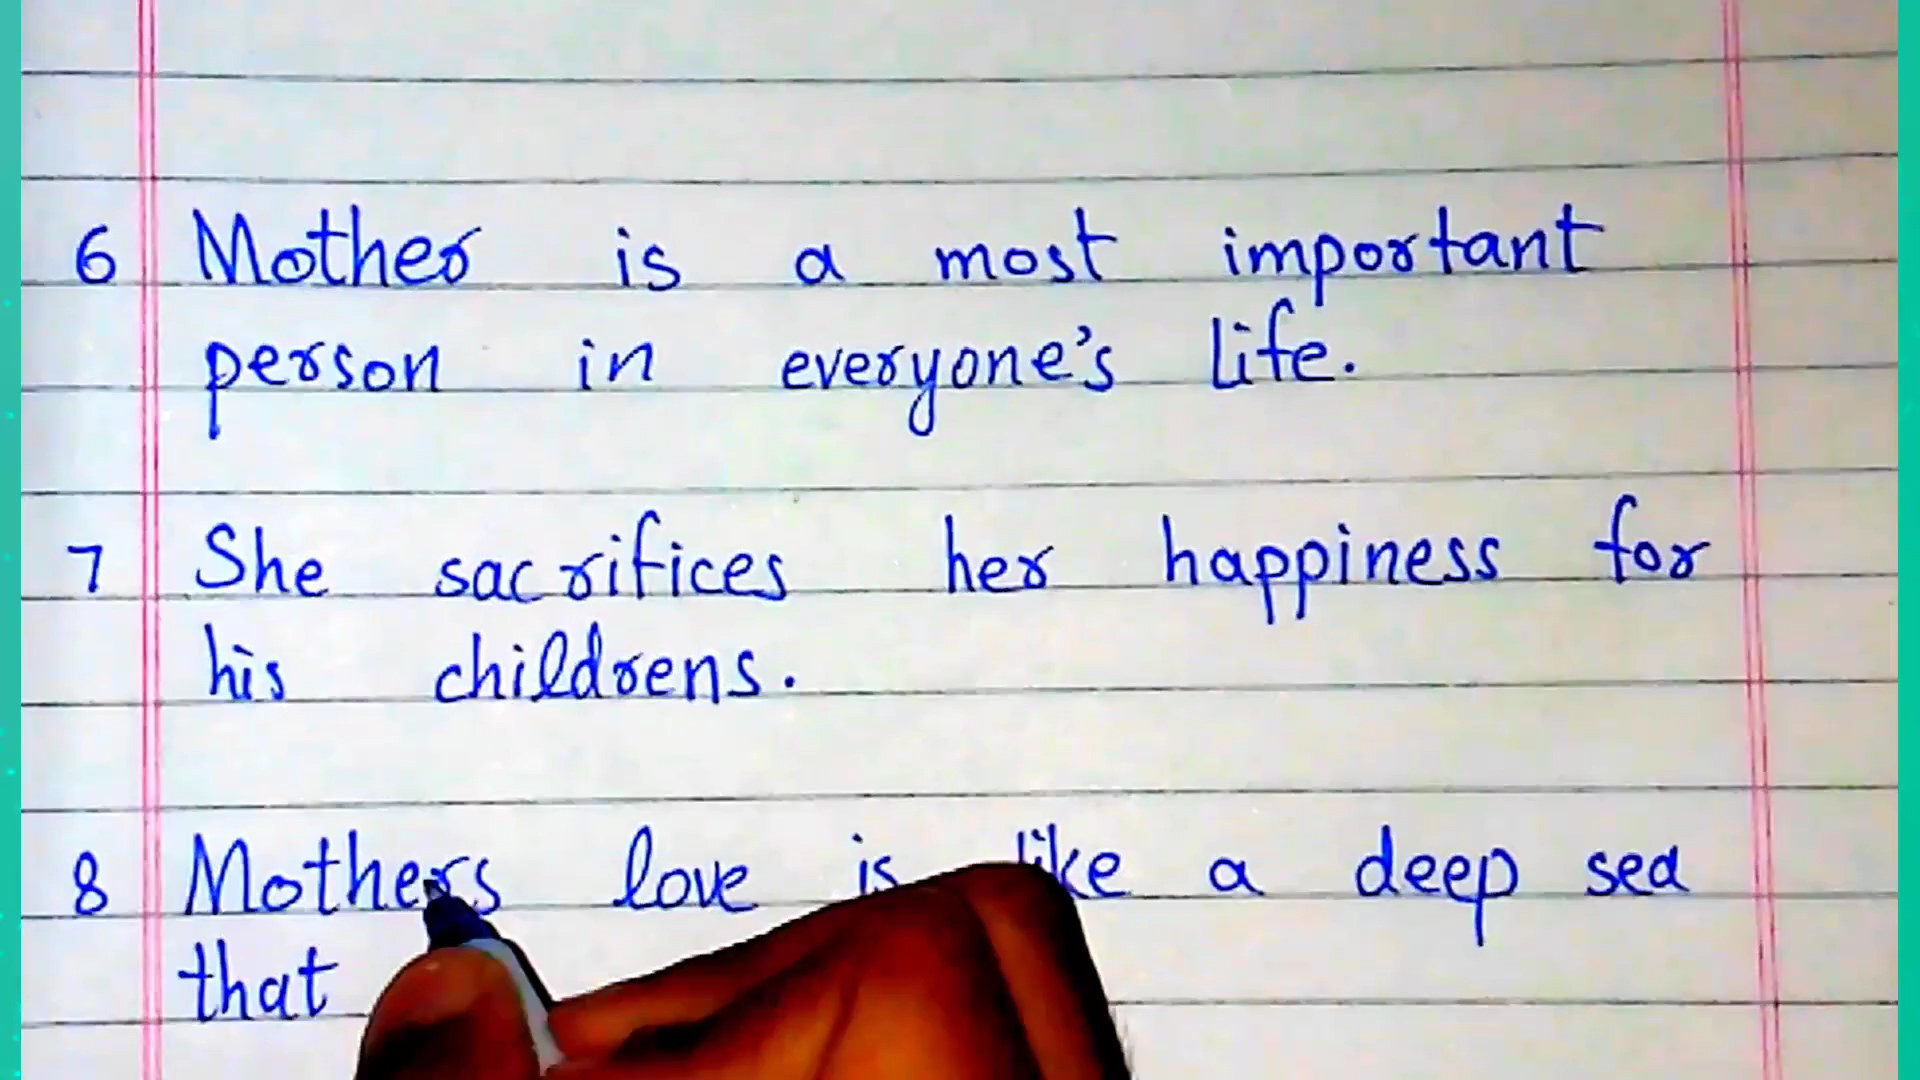 6 Mother is a most important
person in everyone's life.
7 She sacrifices her happiness for
his childrens.
8 Mothers love is like a deep sea
that